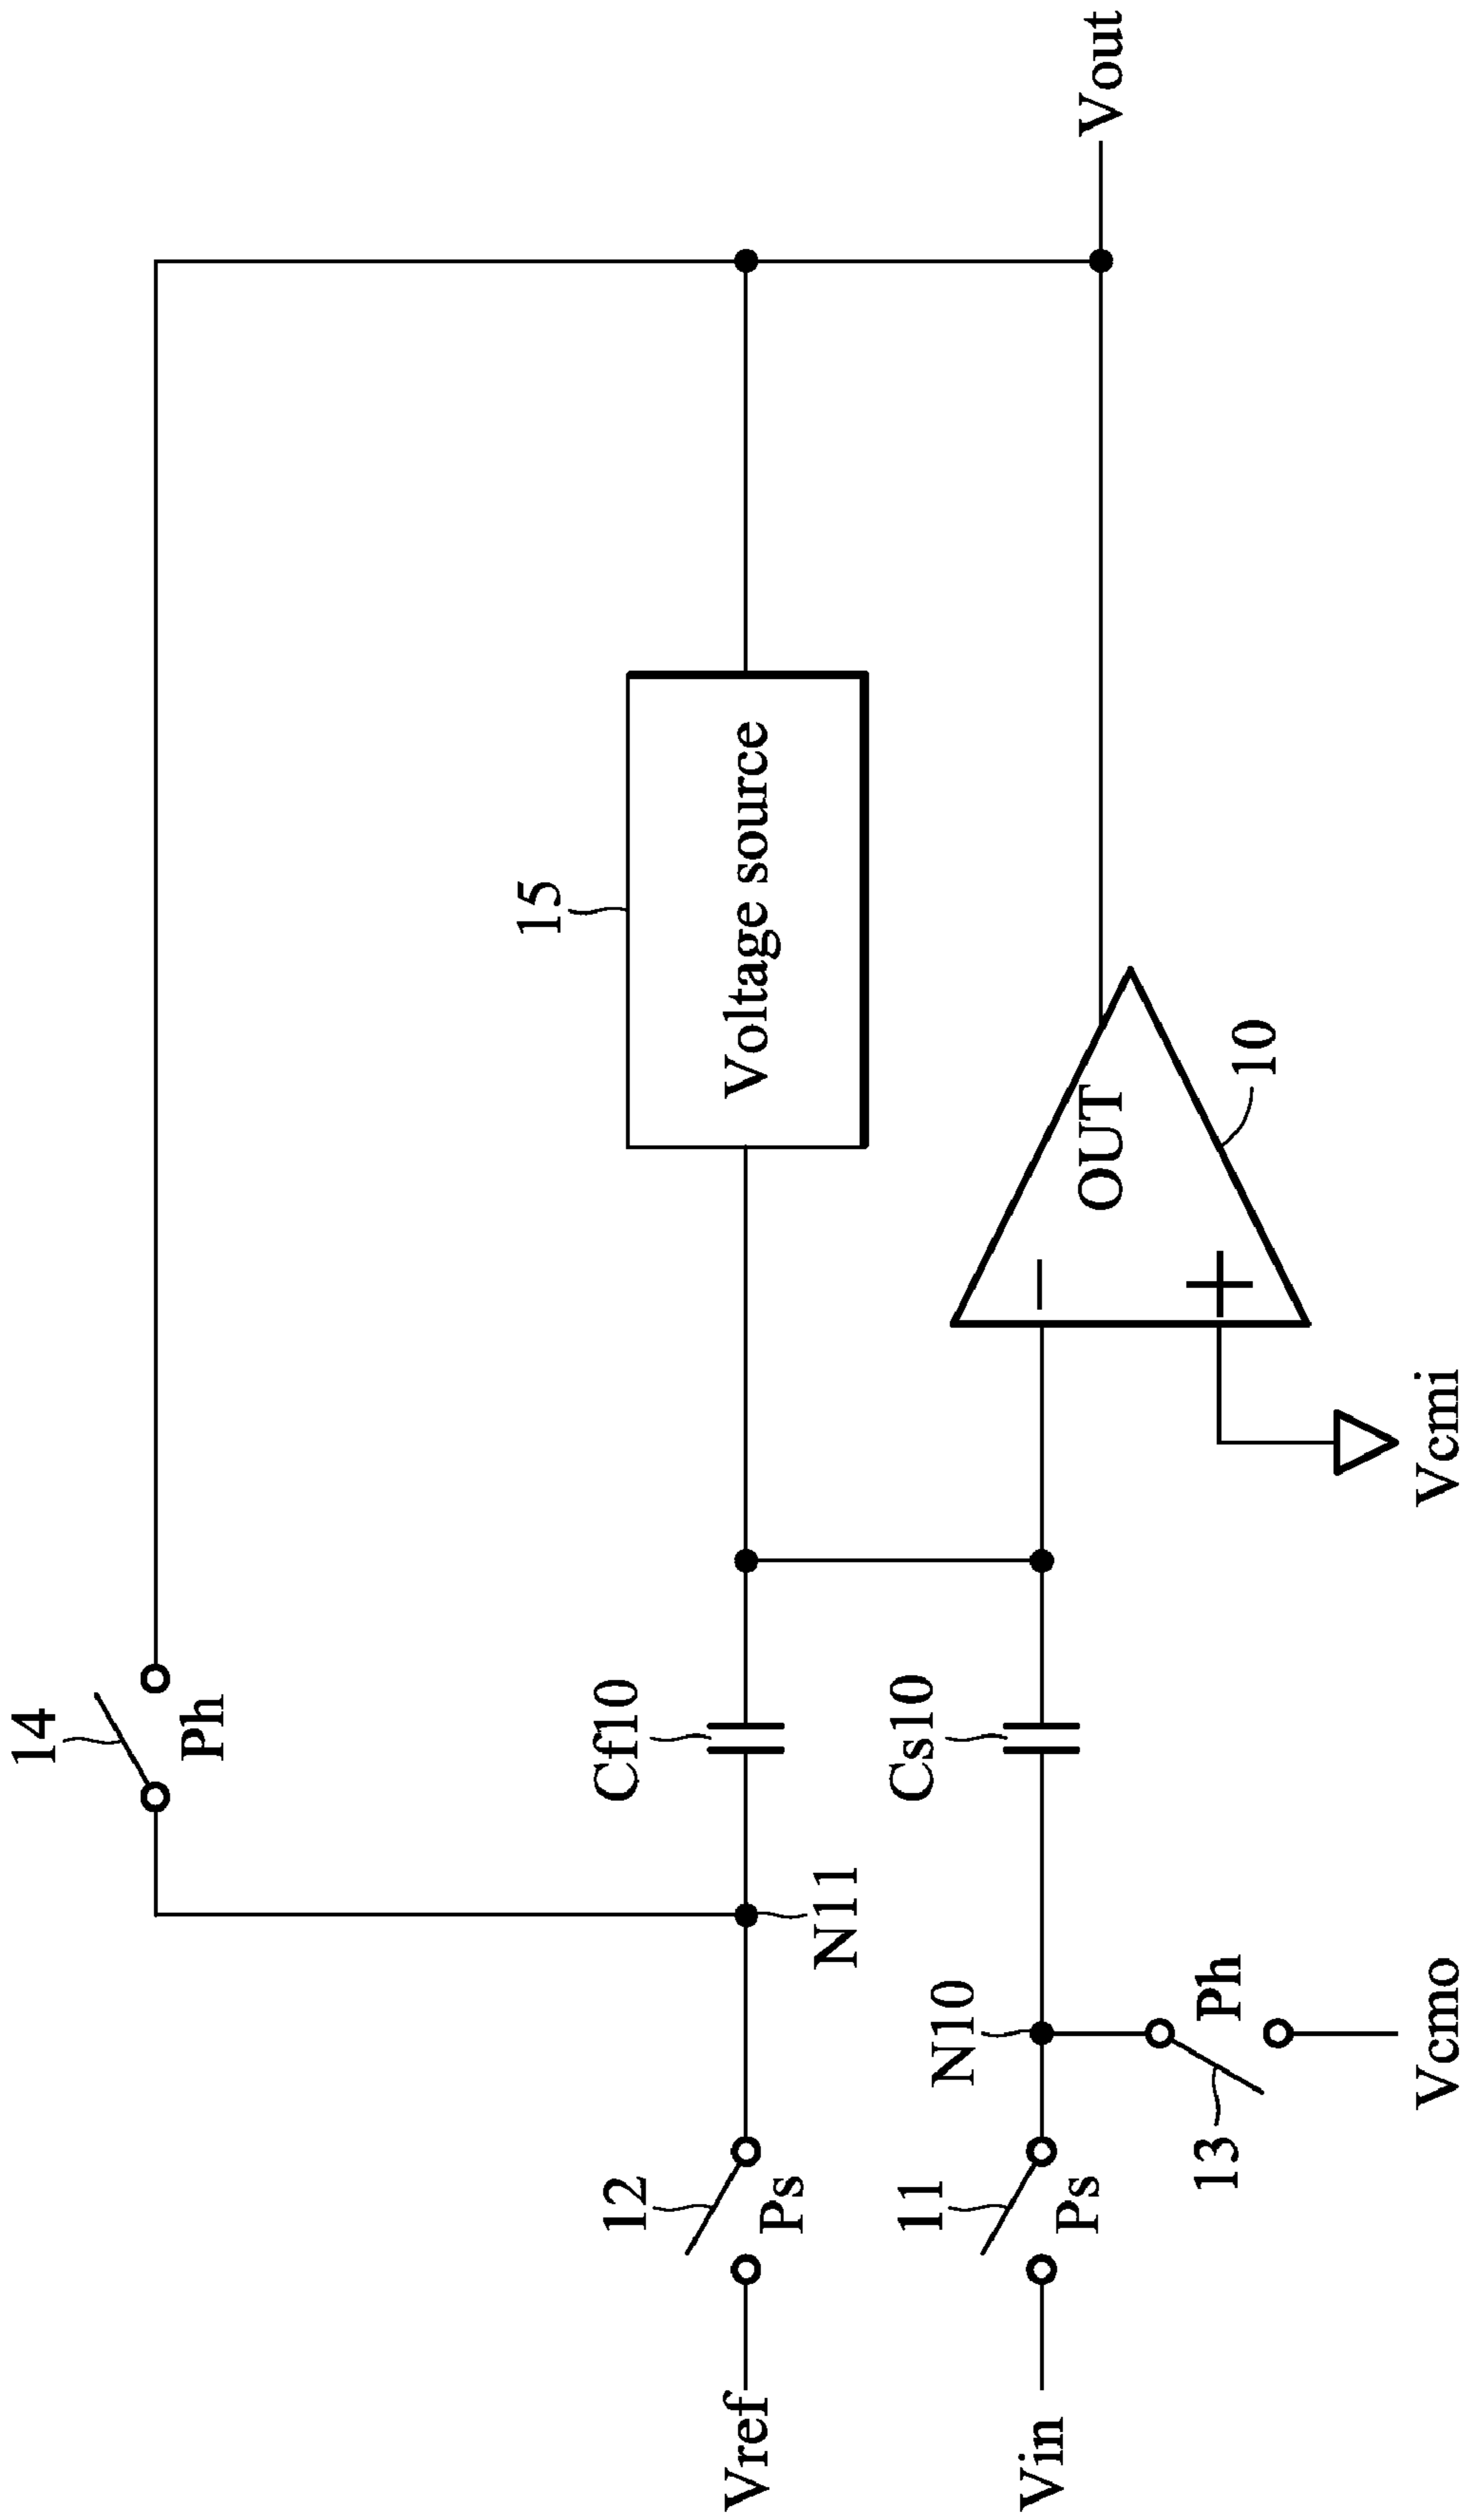 14
Ph
15
Voltage source
12
Cf10
Vref
Ps
N11
11
N10
Cs10
OUT
Vout
Vin
Ps
−
+
13
Ph
10
Vcmo
Vcmi